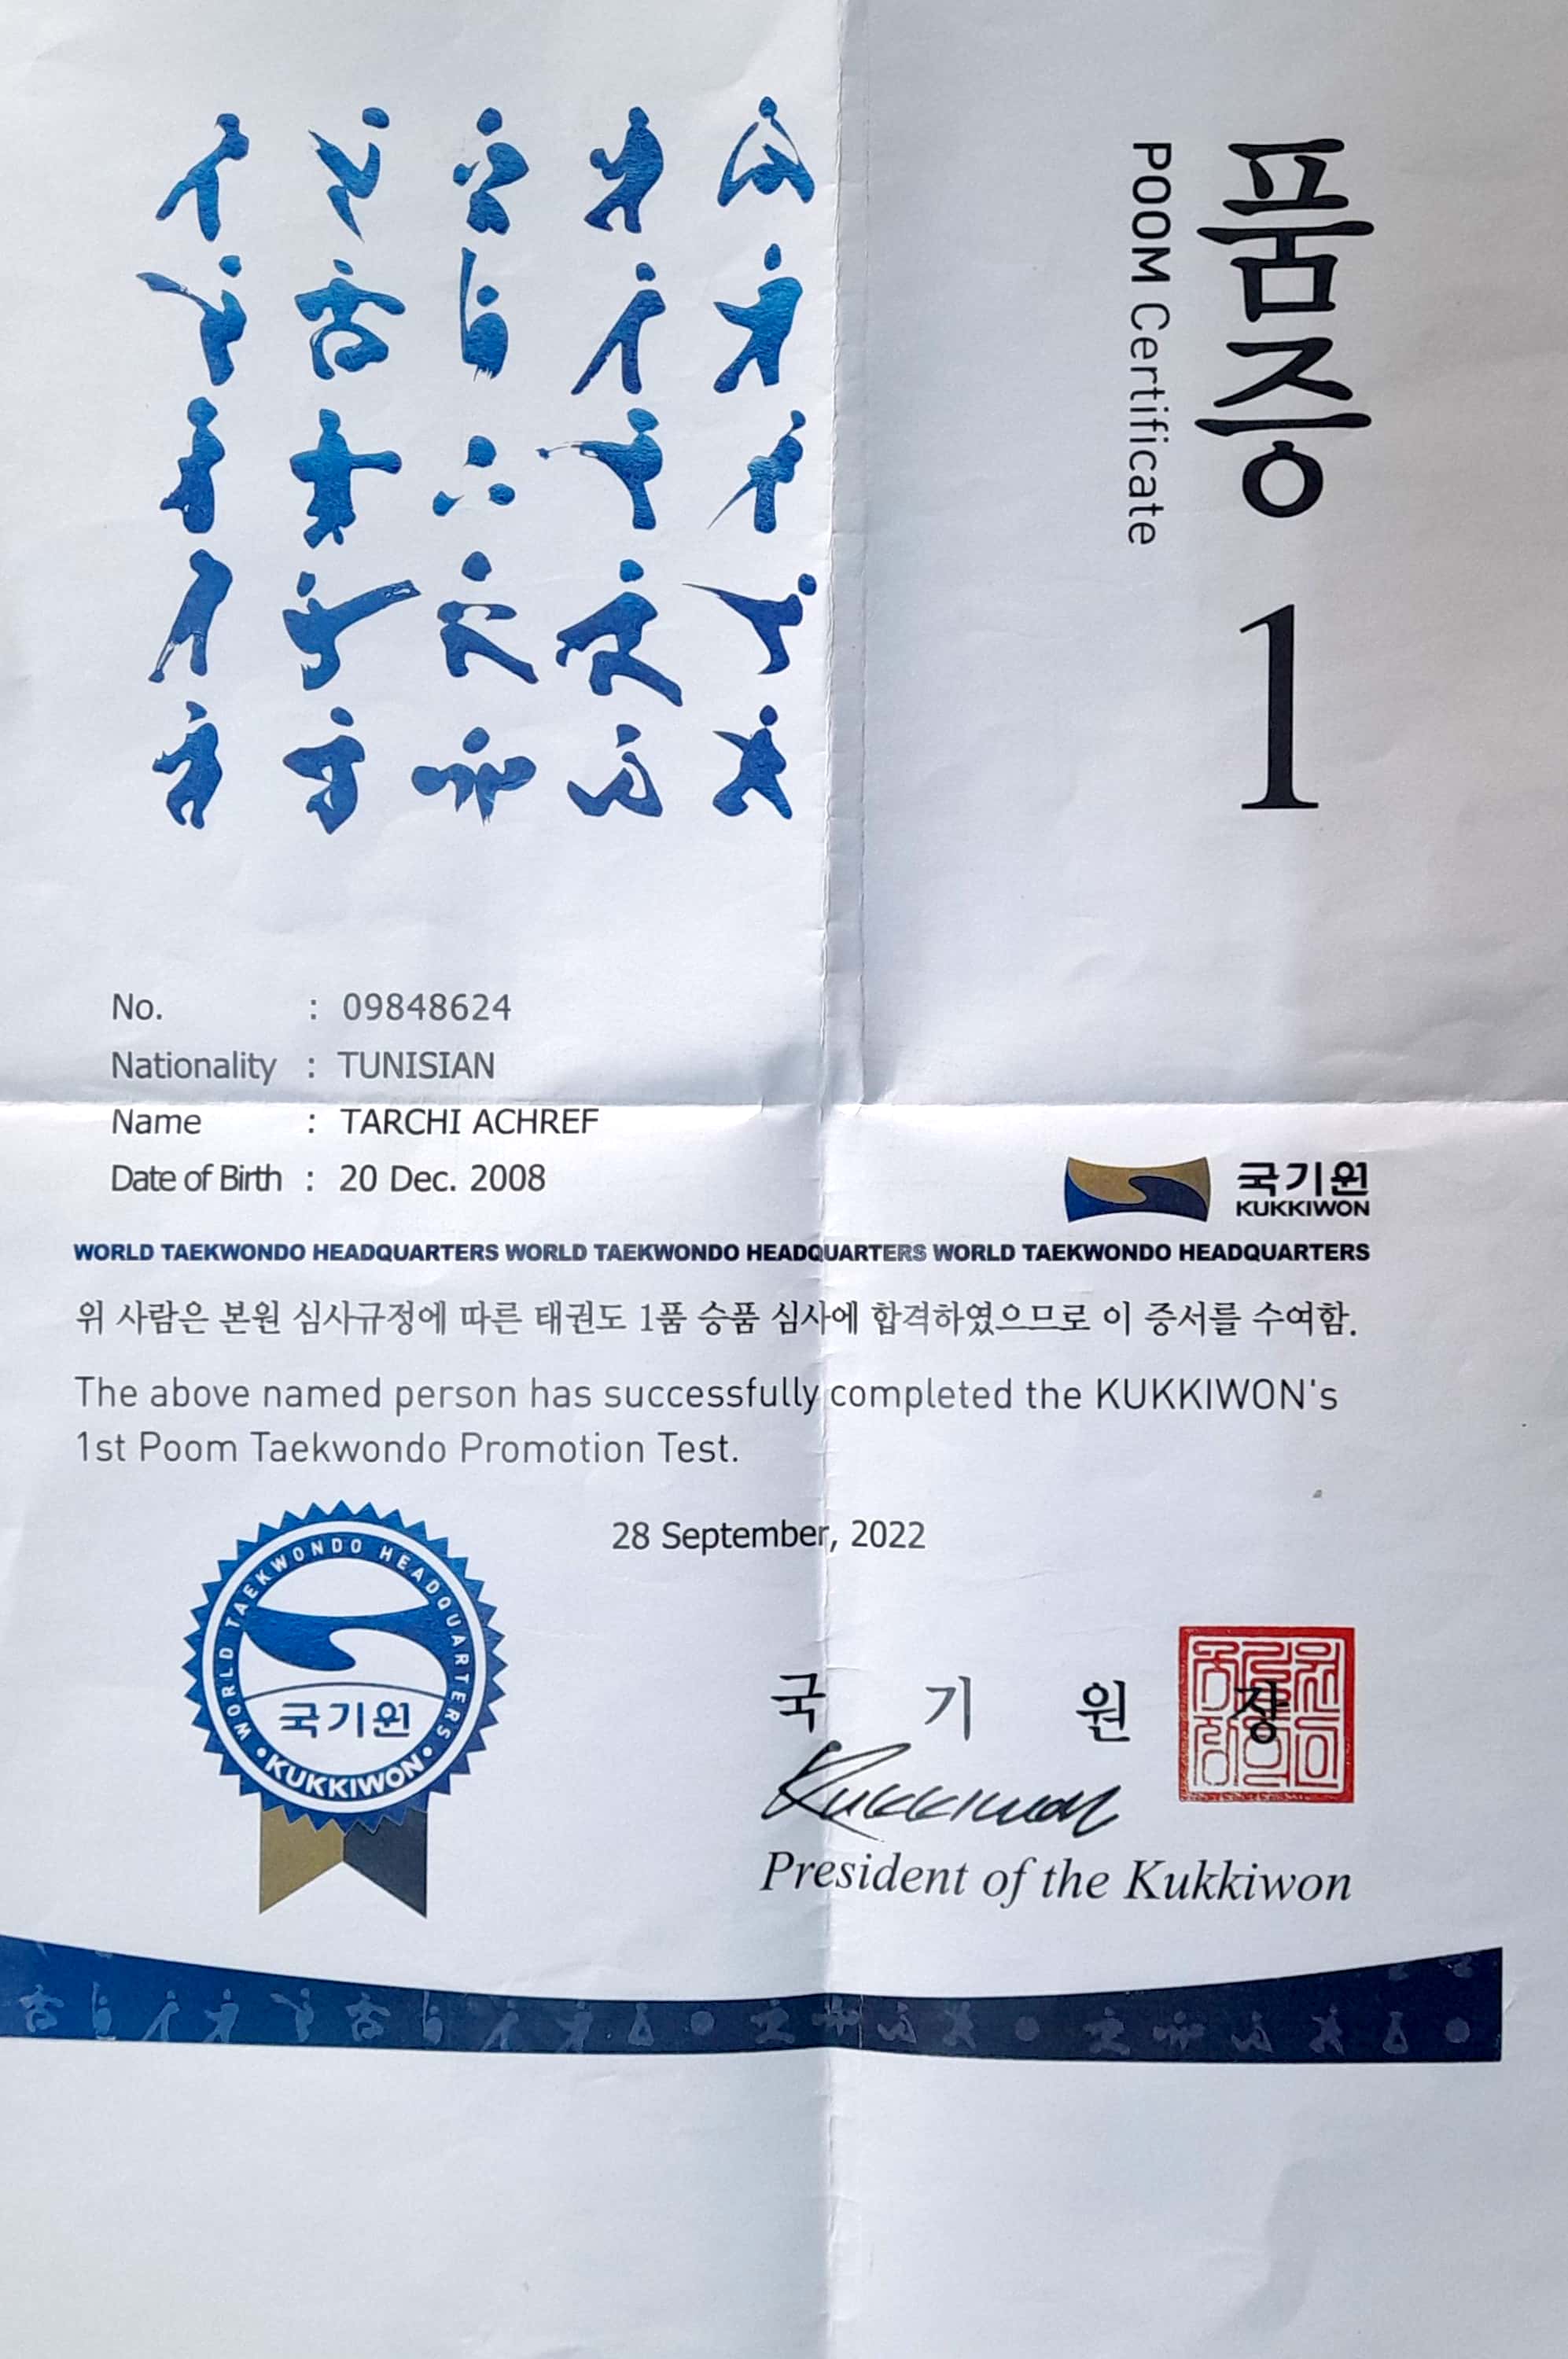 품증 1
POOM Certificate
No. : 09848624
Nationality : TUNISIAN
Name : TARCHI ACHREF
Date of Birth : 20 Dec. 2008
국기원
KUKKIWON
WORLD TAEKWONDO HEADQUARTERS WORLD TAEKWONDO HEADQUARTERS WORLD TAEKWONDO HEADQUARTERS
위 사람은 본원 심사규정에 따른 태권도 1품 승품 심사에 합격하였으므로 이 증서를 수여함.
The above named person has successfully completed the KUKKIWON's
1st Poom Taekwondo Promotion Test.
28 September, 2022
WORLD TAEKWONDO HEADQUARTERS
국기원
KUKKIWON
국 기 원 장
Kukkiwon
President of the Kukkiwon